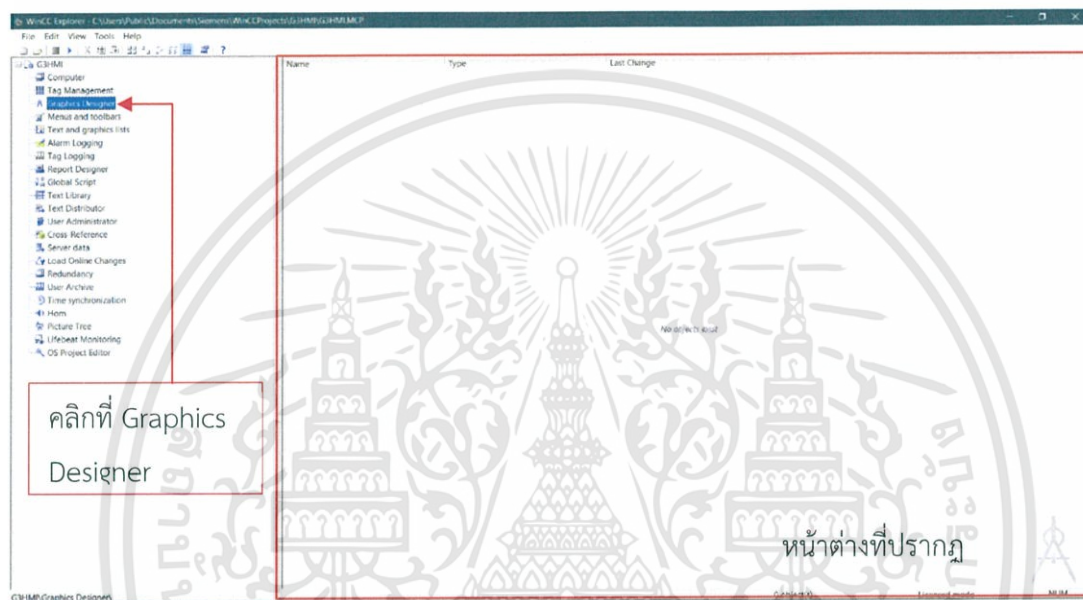 WinCC Explorer - C:\Users\Public\Documents\Siemens\WinCCProjects\G3HMI\G3HMI.MCP
File Edit View Tools Help
G3HMI
Computer
Tag Management
Graphics Designer
Menus and toolbars
Text and graphics lists
Alarm Logging
Tag Logging
Report Designer
Global Script
Text Library
Text Distributor
User Administrator
Cross-Reference
Server data
Load Online Changes
Redundancy
User Archive
Time synchronization
Horn
Picture Tree
Lifebeat Monitoring
OS Project Editor
Name Type Last Change
No objects exist
คลิกที่ Graphics
Designer
หน้าต่างที่ปรากฏ
G3HMI\Graphics Designer\
0 object(s) Licensed mode NUM